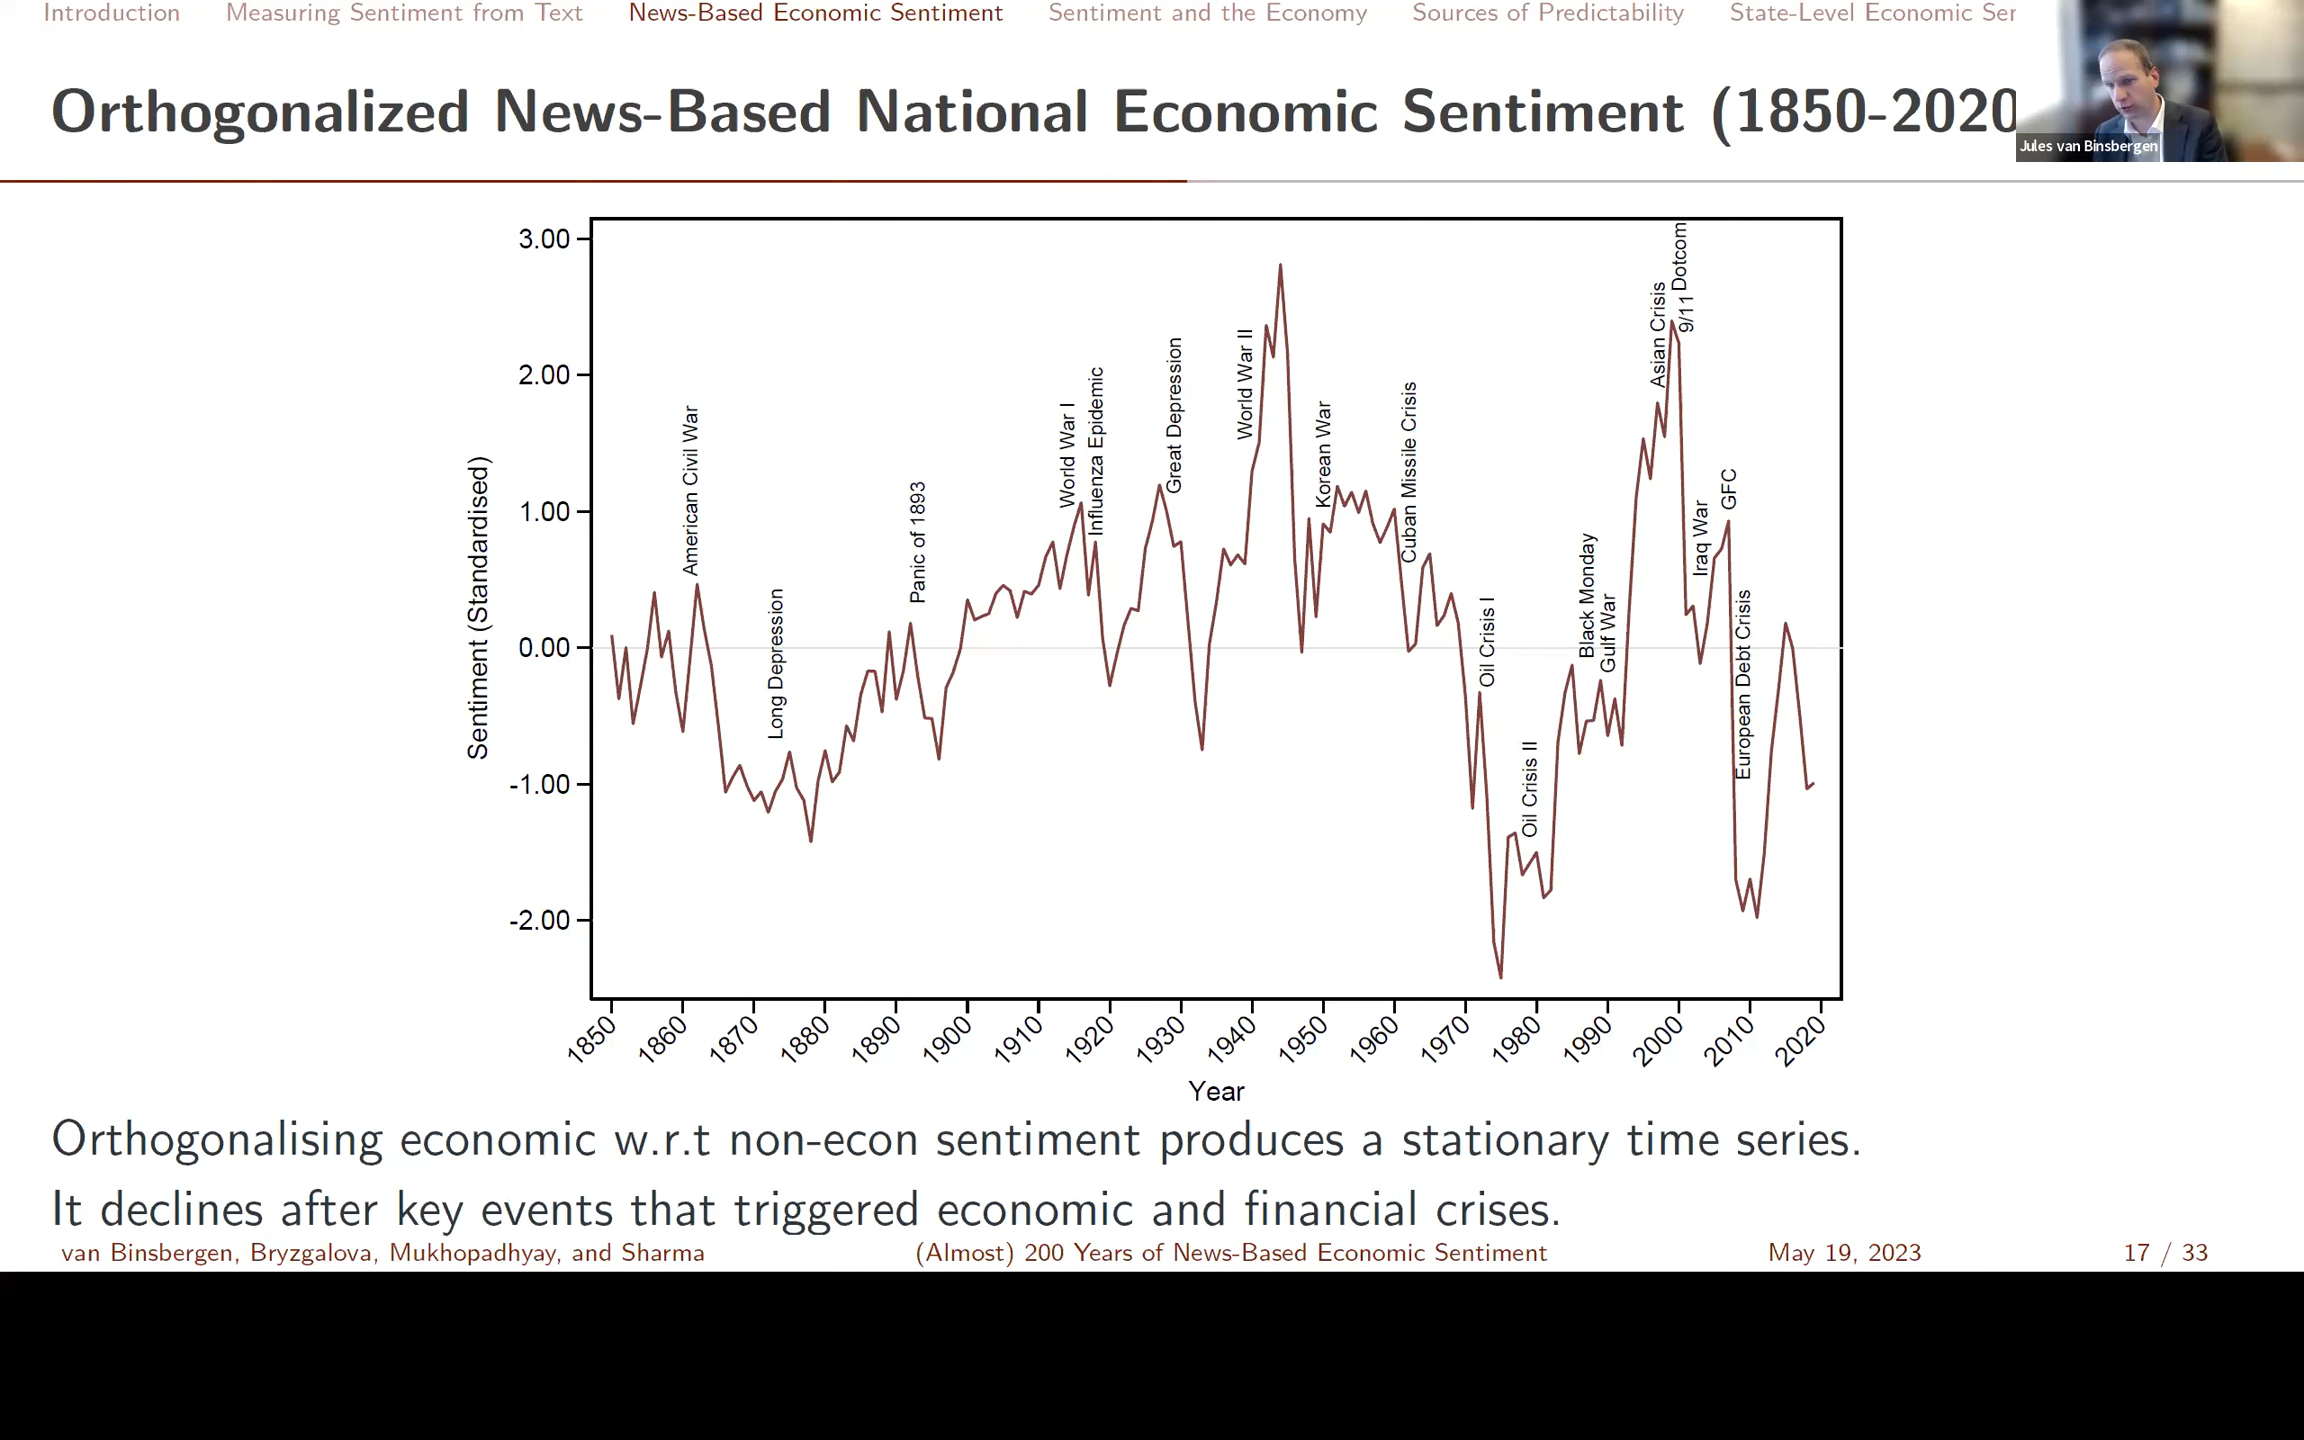 Introduction Measuring Sentiment from Text News-Based Economic Sentiment Sentiment and the Economy Sources of Predictability State-Level Economic Ser
Orthogonalized News-Based National Economic Sentiment (1850-2020
Jules van Binsbergen
Sentiment (Standardised)
3.00
2.00
1.00
0.00
-1.00
-2.00
American Civil War
Long Depression
Panic of 1893
World War I
Influenza Epidemic
Great Depression
World War II
Korean War
Cuban Missile Crisis
Oil Crisis I
Oil Crisis II
Black Monday
Gulf War
Asian Crisis
Dotcom
9/11
Iraq War
GFC
European Debt Crisis
1850 1860 1870 1880 1890 1900 1910 1920 1930 1940 1950 1960 1970 1980 1990 2000 2010 2020
Year
Orthogonalising economic w.r.t non-econ sentiment produces a stationary time series.
It declines after key events that triggered economic and financial crises.
van Binsbergen, Bryzgalova, Mukhopadhyay, and Sharma (Almost) 200 Years of News-Based Economic Sentiment May 19, 2023 17 / 33